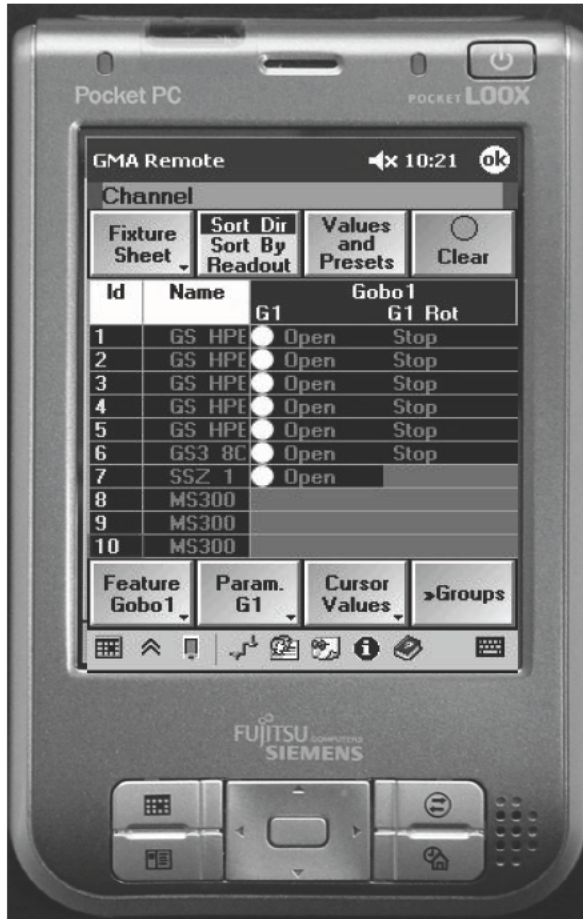 Pocket PC
POCKET LOOX
GMA Remote 10:21 ok
Channel
Fixture Sheet
Sort Dir
Sort By
Readout
Values and Presets
Clear
Id Name Gobo1
G1 G1 Rot
1 GS HPE Open Stop
2 GS HPE Open Stop
3 GS HPE Open Stop
4 GS HPE Open Stop
5 GS HPE Open Stop
6 GS3 8C Open Stop
7 SSZ 1 Open
8 MS300
9 MS300
10 MS300
Feature Gobo1
Param. G1
Cursor Values
»Groups
FUJITSU COMPUTERS
SIEMENS